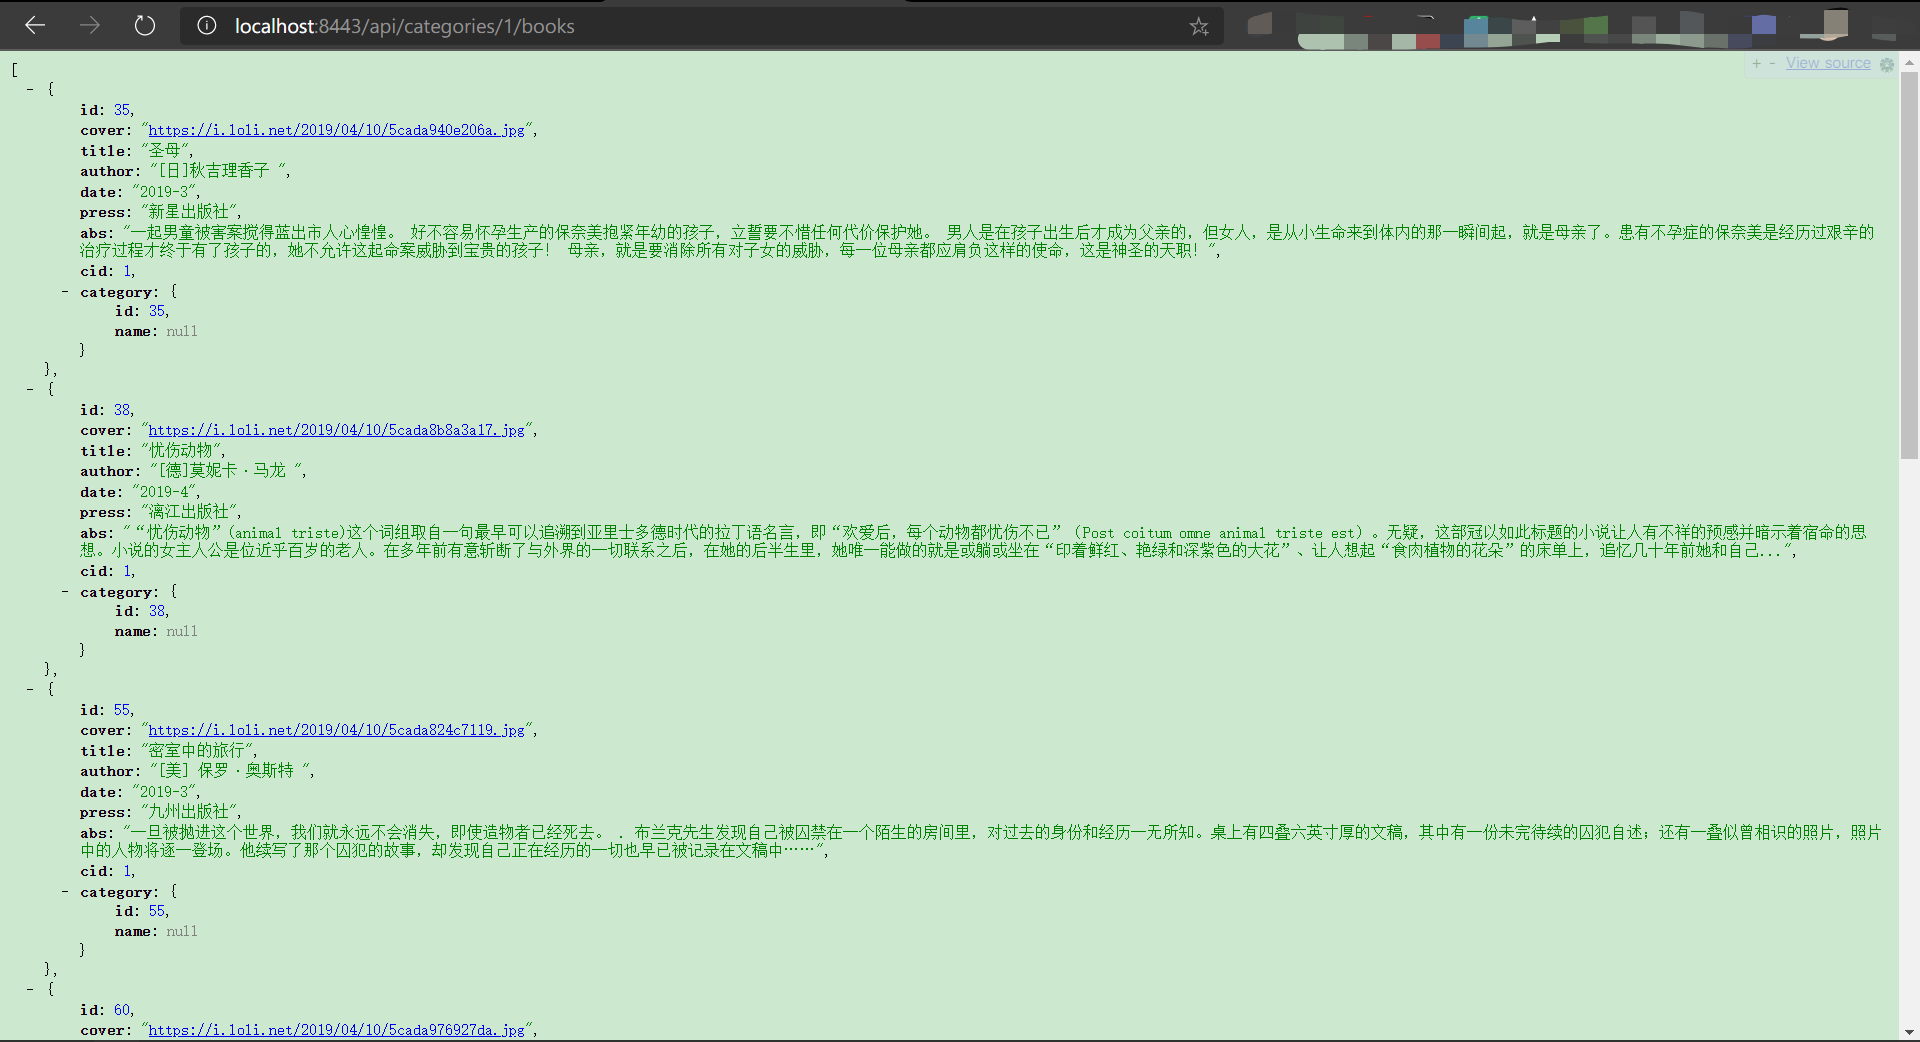 localhost:8443/api/categories/1/books
+ - View source
[
- {
id: 35,
cover: "https://i.loli.net/2019/04/10/5cada940e206a.jpg",
title: "圣母",
author: "[日]秋吉理香子 ",
date: "2019-3",
press: "新星出版社",
abs: "一起男童被害案搅得蓝出市人心惶惶。 好不容易怀孕生产的保奈美抱紧年幼的孩子，立誓要不惜任何代价保护她。 男人是在孩子出生后才成为父亲的，但女人，是从小生命来到体内的那一瞬间起，就是母亲了。患有不孕症的保奈美是经历过艰辛的
治疗过程才终于有了孩子的，她不允许这起命案威胁到宝贵的孩子！ 母亲，就是要消除所有对子女的威胁，每一位母亲都应肩负这样的使命，这是神圣的天职！",
cid: 1,
- category: {
id: 35,
name: null
}
},
- {
id: 38,
cover: "https://i.loli.net/2019/04/10/5cada8b8a3a17.jpg",
title: "忧伤动物",
author: "[德]莫妮卡·马龙 ",
date: "2019-4",
press: "漓江出版社",
abs: "“忧伤动物”(animal triste)这个词组取自一句最早可以追溯到亚里士多德时代的拉丁语名言，即“欢爱后，每个动物都忧伤不已” (Post coitum omne animal triste est) 。无疑，这部冠以如此标题的小说让人有不祥的预感并暗示着宿命的思
想。小说的女主人公是位近乎百岁的老人。在多年前有意斩断了与外界的一切联系之后，在她的后半生里，她唯一能做的就是或躺或坐在“印着鲜红、艳绿和深紫色的大花”、让人想起“食肉植物的花朵”的床单上，追忆几十年前她和自己...",
cid: 1,
- category: {
id: 38,
name: null
}
},
- {
id: 55,
cover: "https://i.loli.net/2019/04/10/5cada824c7119.jpg",
title: "密室中的旅行",
author: "[美] 保罗·奥斯特 ",
date: "2019-3",
press: "九州出版社",
abs: "一旦被抛进这个世界，我们就永远不会消失，即使造物者已经死去。 . 布兰克先生发现自己被囚禁在一个陌生的房间里，对过去的身份和经历一无所知。桌上有四叠六英寸厚的文稿，其中有一份未完待续的囚犯自述；还有一叠似曾相识的照片，照片
中的人物将逐一登场。他续写了那个囚犯的故事，却发现自己正在经历的一切也早已被记录在文稿中……",
cid: 1,
- category: {
id: 55,
name: null
}
},
- {
id: 60,
cover: "https://i.loli.net/2019/04/10/5cada976927da.jpg",